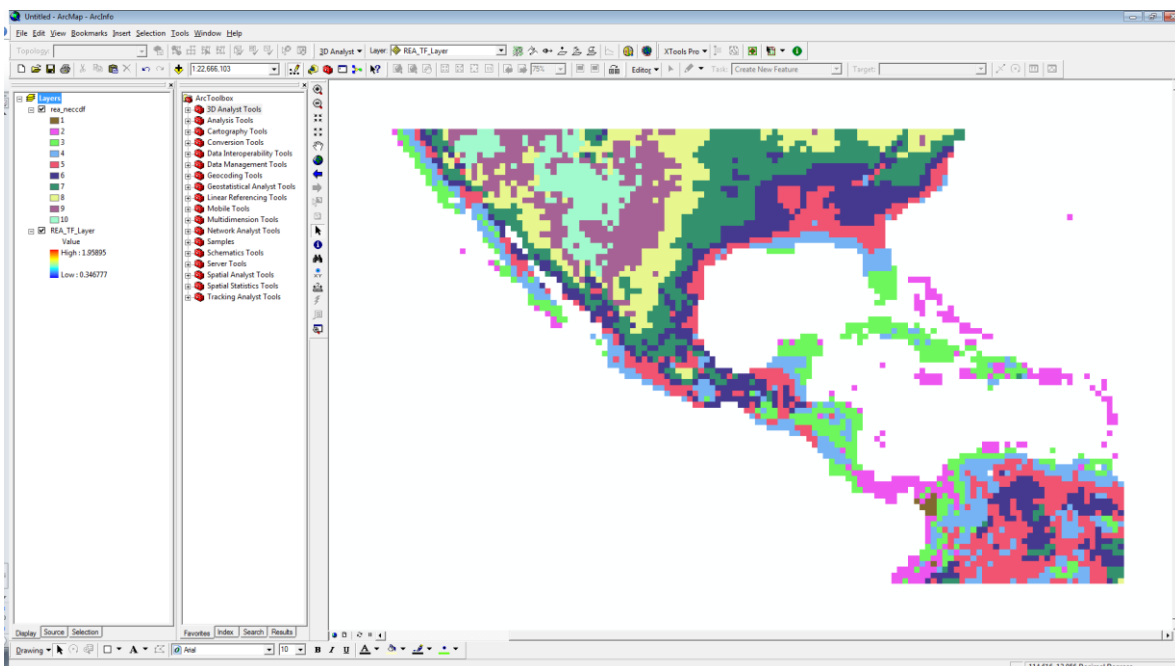 Untitled - ArcMap - ArcInfo
File Edit View Bookmarks Insert Selection Tools Window Help
Topology: 3D Analyst Layer: REA_TF_Layer XTools Pro
1:22.666.103 75% Editor Task: Create New Feature Target:
Layers
rea_neccdf
1
2
3
4
5
6
7
8
9
10
REA_TF_Layer
Value
High : 1.95895
Low : 0.346777
ArcToolbox
3D Analyst Tools
Analysis Tools
Cartography Tools
Conversion Tools
Data Interoperability Tools
Data Management Tools
Geocoding Tools
Geostatistical Analyst Tools
Linear Referencing Tools
Mobile Tools
Multidimension Tools
Network Analyst Tools
Samples
Schematics Tools
Server Tools
Spatial Analyst Tools
Spatial Statistics Tools
Tracking Analyst Tools
Display Source Selection
Favorites Index Search Results
Drawing A Arial 10 B I U A